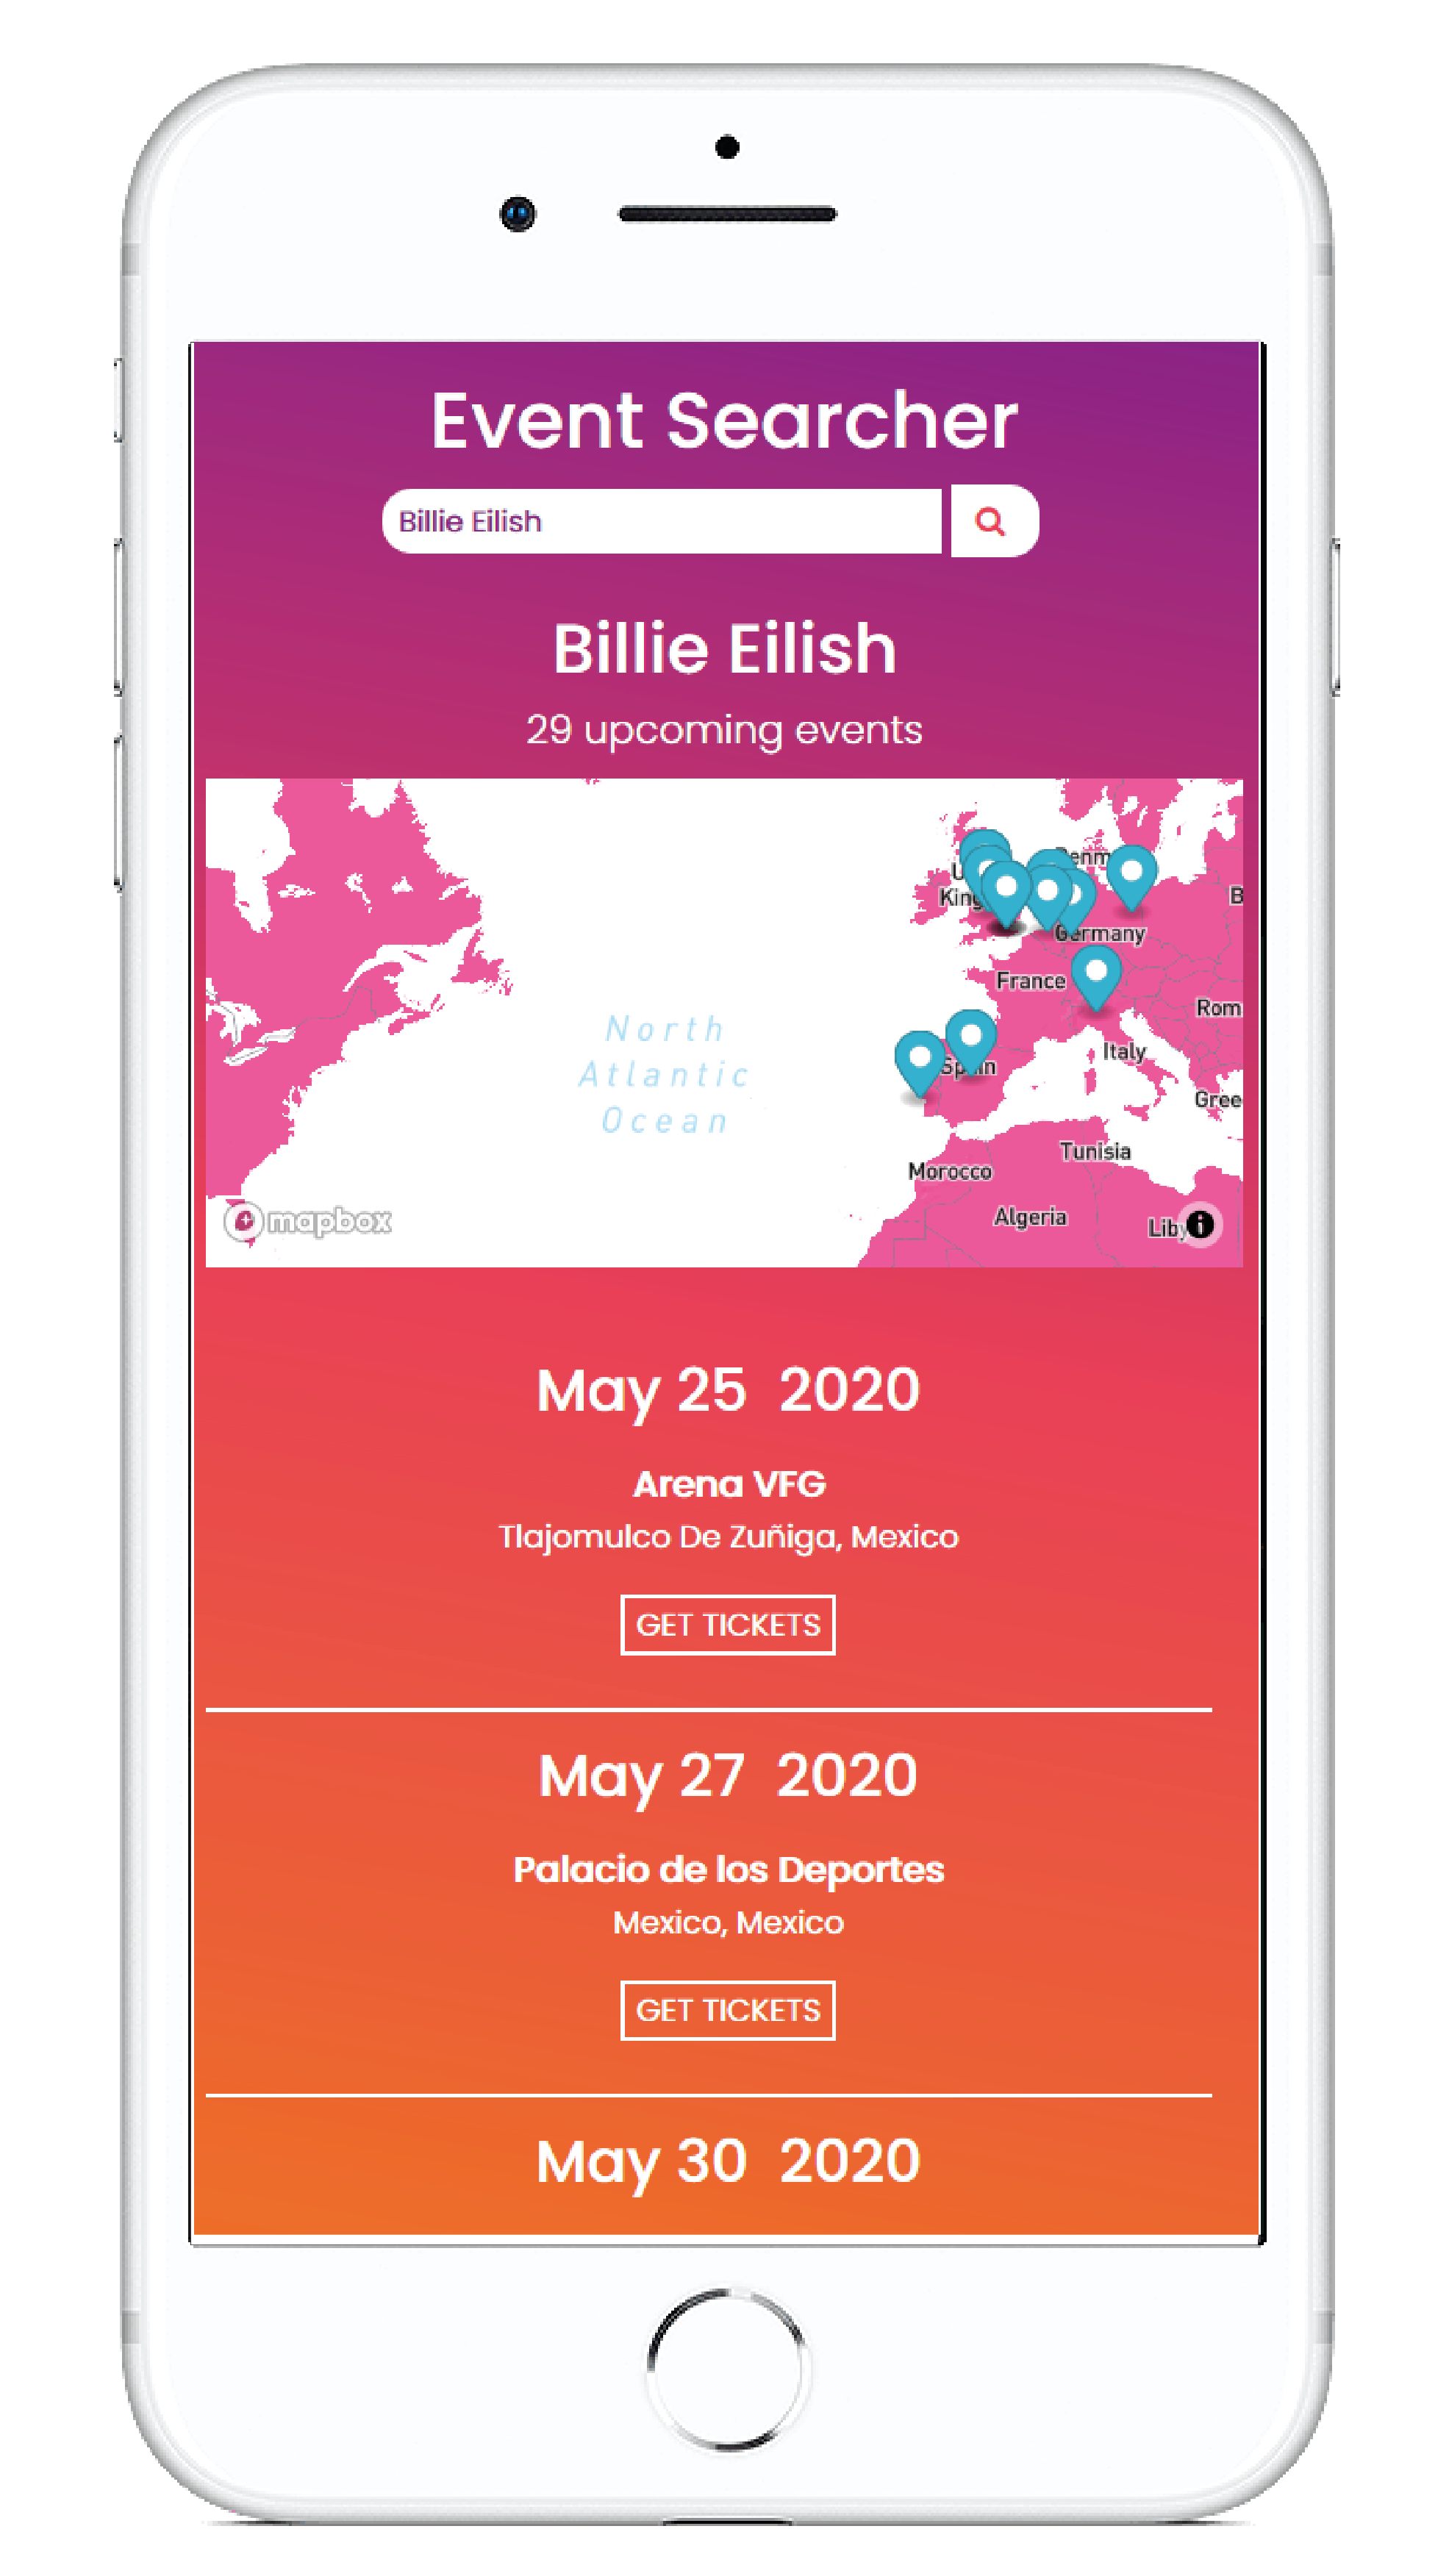 Event Searcher
Billie Eilish
Billie Eilish
29 upcoming events
Denm
U
King
B
Germany
France
Rom
North
Atlantic
Ocean
Italy
Spain
Gree
Tunisia
Morocco
Algeria
Liby
mapbox
May 25 2020
Arena VFG
Tlajomulco De Zuñiga, Mexico
GET TICKETS
May 27 2020
Palacio de los Deportes
Mexico, Mexico
GET TICKETS
May 30 2020